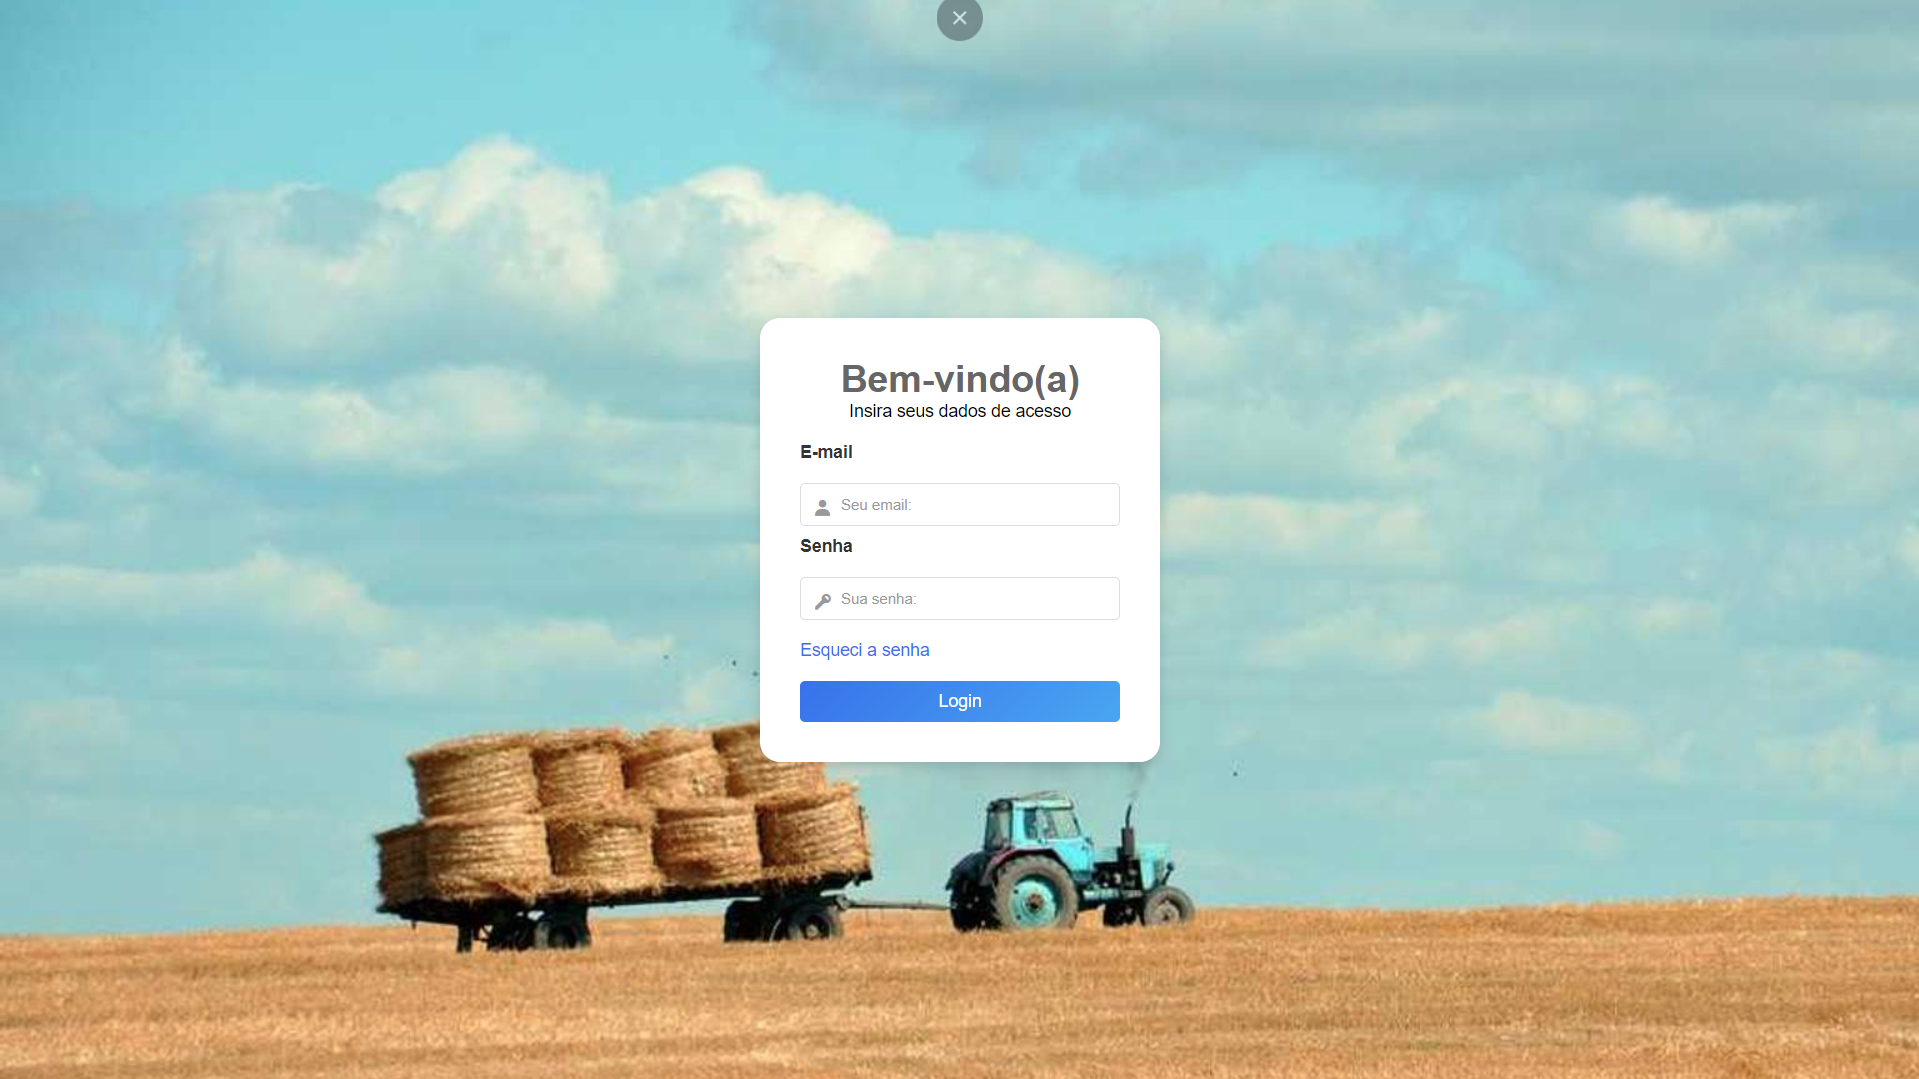 Bem-vindo(a)
Insira seus dados de acesso
E-mail
Seu email:
Senha
Sua senha:
Esqueci a senha
Login